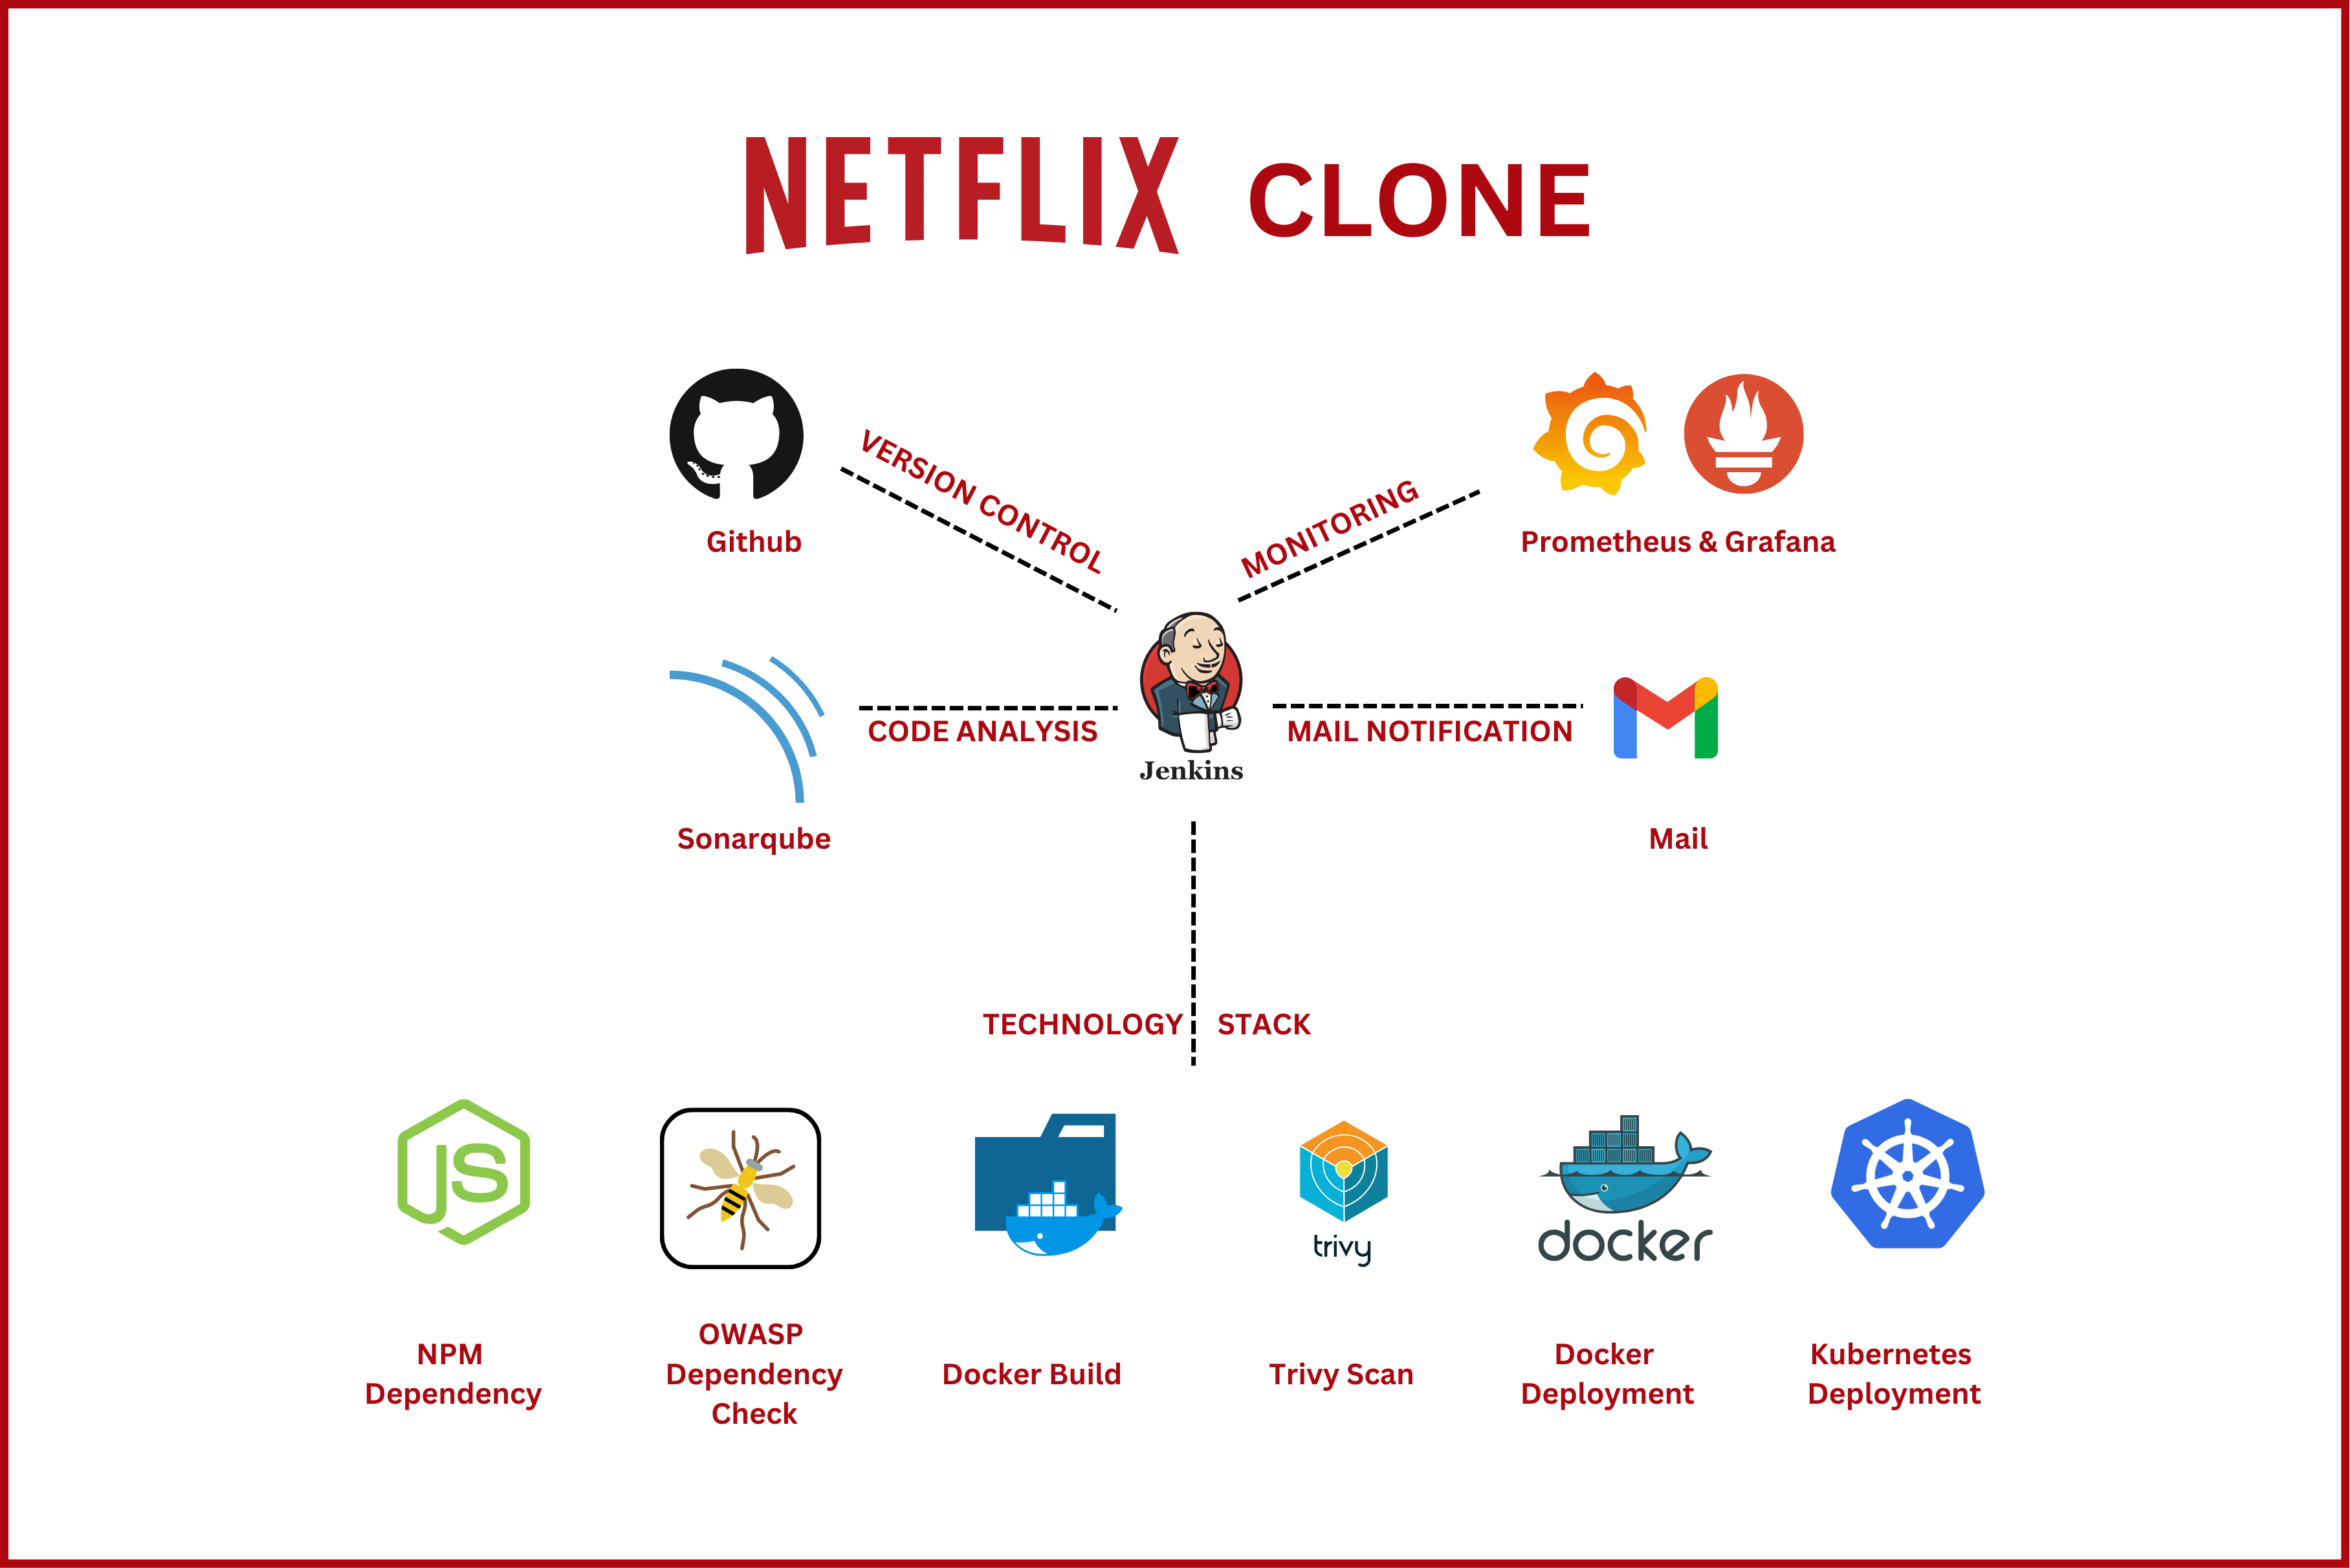 NETFLIX CLONE
VERSION CONTROL
MONITORING
Github
Prometheus & Grafana
CODE ANALYSIS
MAIL NOTIFICATION
Jenkins
Sonarqube
Mail
TECHNOLOGY STACK
JS
trivy
docker
NPM
Dependency
OWASP
Dependency
Check
Docker Build
Trivy Scan
Docker
Deployment
Kubernetes
Deployment